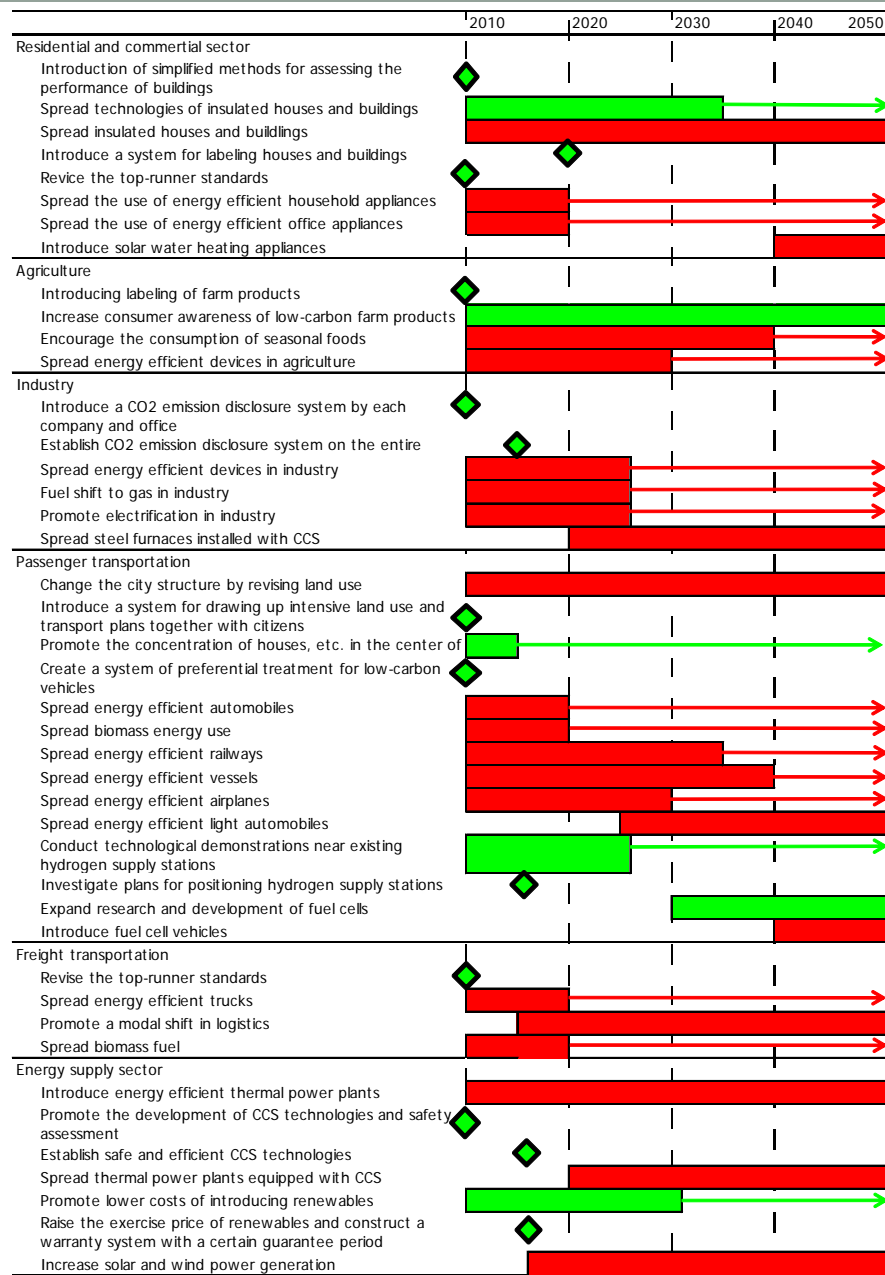 2010 2020 2030 2040 2050
Residential and commertial sector
Introduction of simplified methods for assessing the
performance of buildings
Spread technologies of insulated houses and buildings
Spread insulated houses and buildlings
Introduce a system for labeling houses and buildings
Revice the top-runner standards
Spread the use of energy efficient household appliances
Spread the use of energy efficient office appliances
Introduce solar water heating appliances
Agriculture
Introducing labeling of farm products
Increase consumer awareness of low-carbon farm products
Encourage the consumption of seasonal foods
Spread energy efficient devices in agriculture
Industry
Introduce a CO2 emission disclosure system by each
company and office
Establish CO2 emission disclosure system on the entire
Spread energy efficient devices in industry
Fuel shift to gas in industry
Promote electrification in industry
Spread steel furnaces installed with CCS
Passenger transportation
Change the city structure by revising land use
Introduce a system for drawing up intensive land use and
transport plans together with citizens
Promote the concentration of houses, etc. in the center of
Create a system of preferential treatment for low-carbon
vehicles
Spread energy efficient automobiles
Spread biomass energy use
Spread energy efficient railways
Spread energy efficient vessels
Spread energy efficient airplanes
Spread energy efficient light automobiles
Conduct technological demonstrations near existing
hydrogen supply stations
Investigate plans for positioning hydrogen supply stations
Expand research and development of fuel cells
Introduce fuel cell vehicles
Freight transportation
Revise the top-runner standards
Spread energy efficient trucks
Promote a modal shift in logistics
Spread biomass fuel
Energy supply sector
Introduce energy efficient thermal power plants
Promote the development of CCS technologies and safety
assessment
Establish safe and efficient CCS technologies
Spread thermal power plants equipped with CCS
Promote lower costs of introducing renewables
Raise the exercise price of renewables and construct a
warranty system with a certain guarantee period
Increase solar and wind power generation